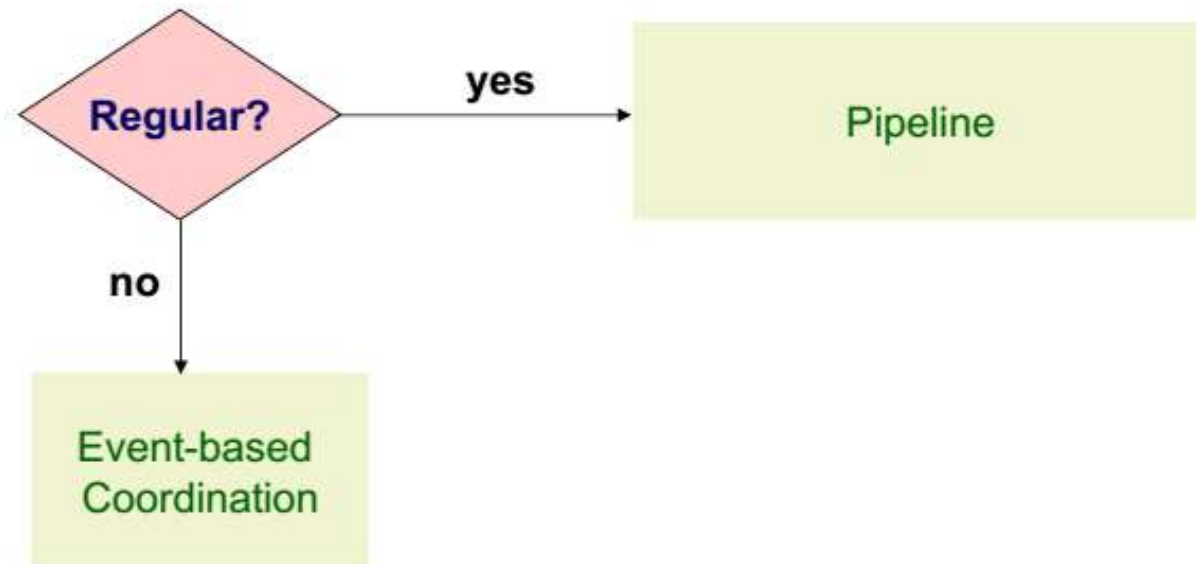 Regular?
yes
Pipeline
no
Event-based
Coordination